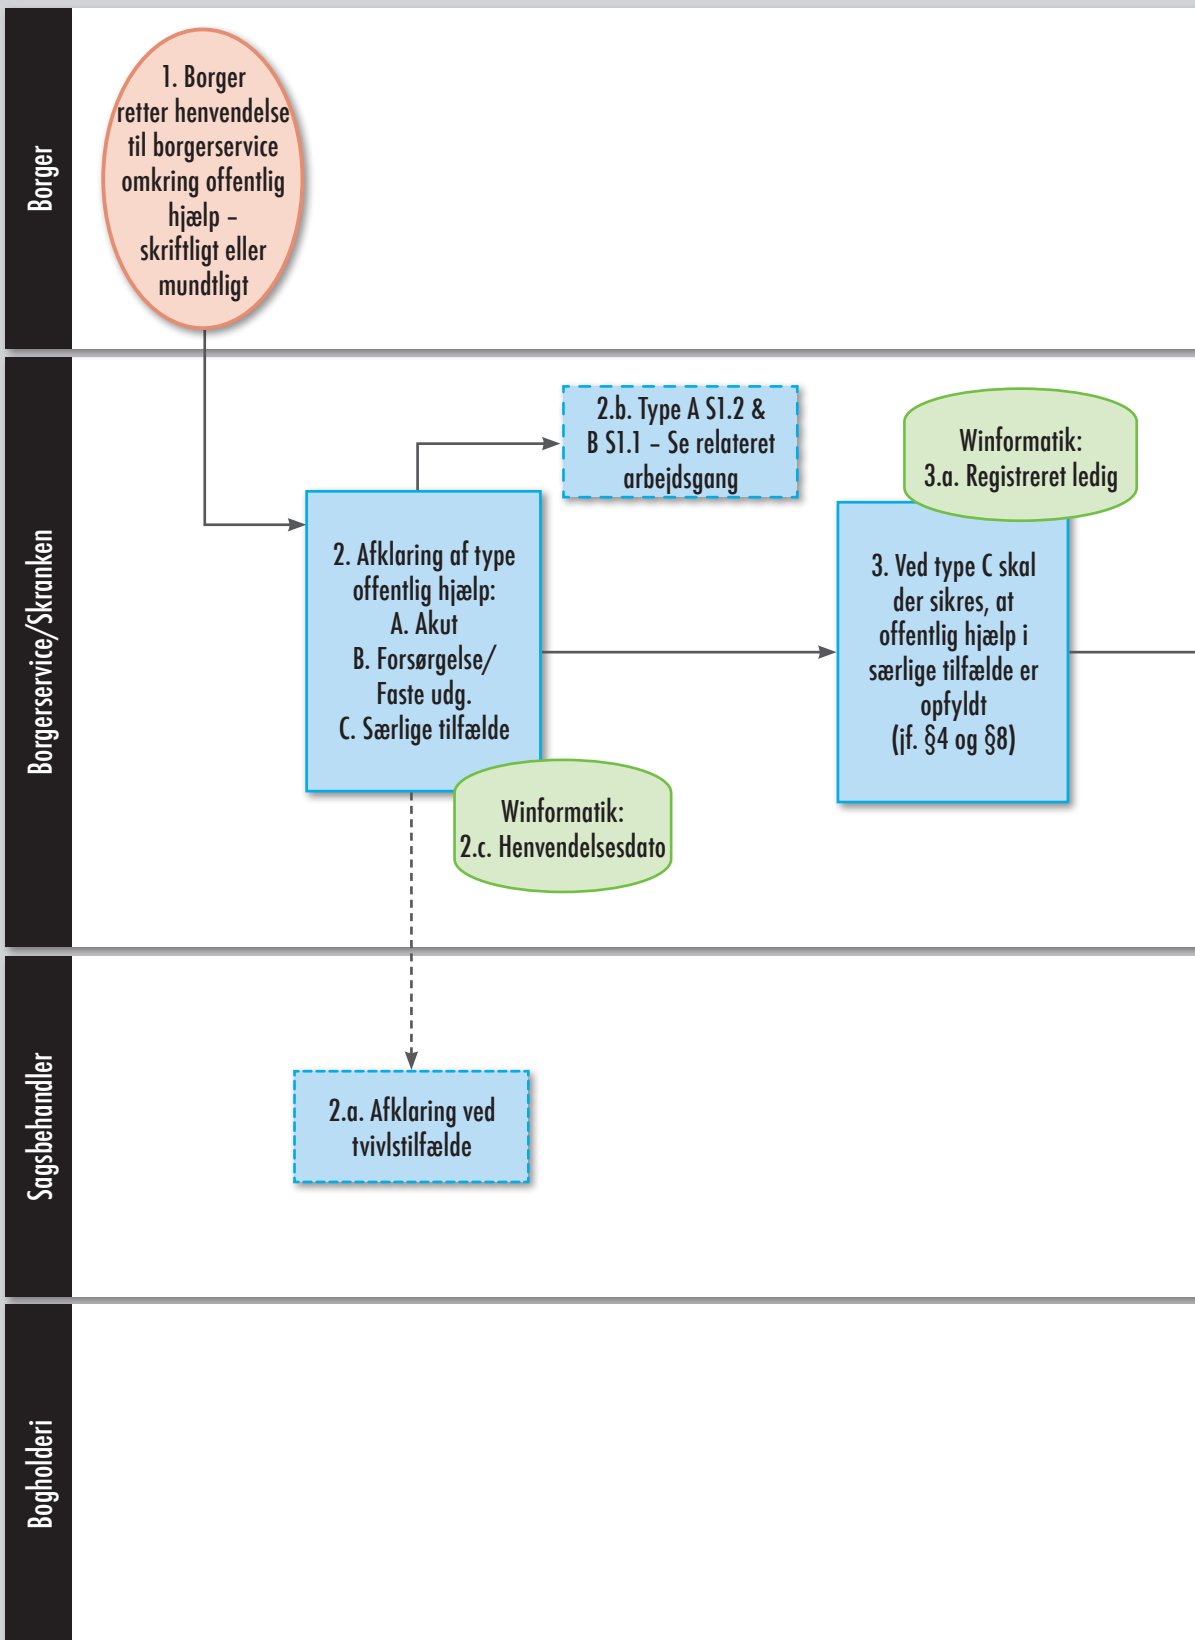 Borger
1. Borger
retter henvendelse
til borgerservice
omkring offentlig
hjælp –
skriftligt eller
mundtligt
Borgerservice/Skranken
2.b. Type A S1.2 &
B S1.1 – Se relateret
arbejdsgang
Winformatik:
3.a. Registreret ledig
2. Afklaring af type
offentlig hjælp:
A. Akut
B. Forsørgelse/
Faste udg.
C. Særlige tilfælde
3. Ved type C skal
der sikres, at
offentlig hjælp i
særlige tilfælde er
opfyldt
(jf. §4 og §8)
Winformatik:
2.c. Henvendelsesdato
Sagsbehandler
2.a. Afklaring ved
tvivlstilfælde
Bogholderi